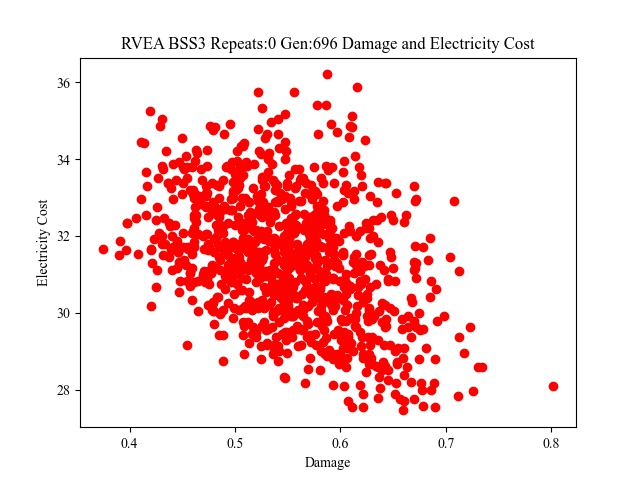 RVEA BSS3 Repeats:0 Gen:696 Damage and Electricity Cost
36
34
32
30
28
Electricity Cost
0.4 0.5 0.6 0.7 0.8
Damage